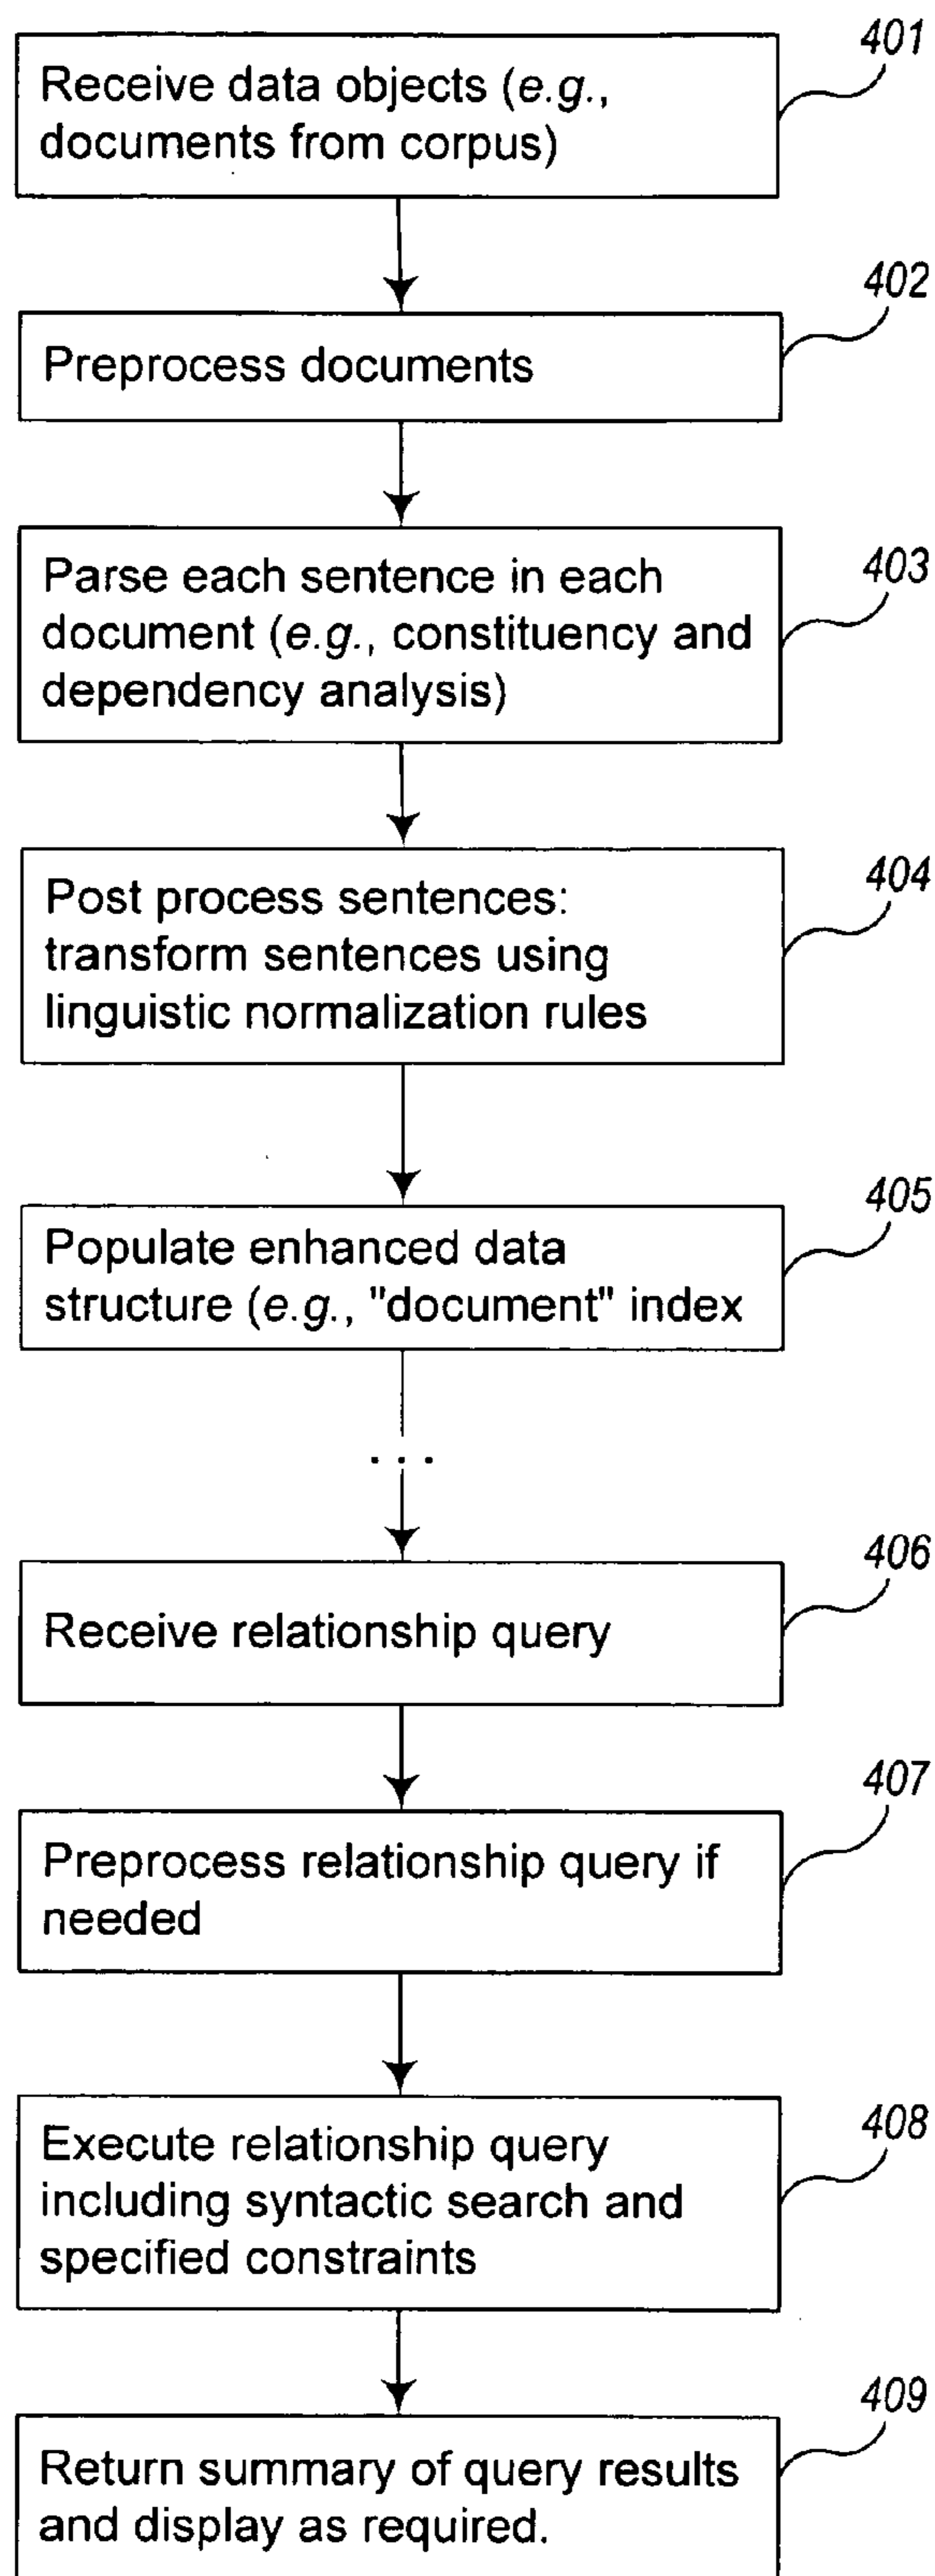 401
Receive data objects (e.g.,
documents from corpus)
402
Preprocess documents
403
Parse each sentence in each
document (e.g., constituency and
dependency analysis)
404
Post process sentences:
transform sentences using
linguistic normalization rules
405
Populate enhanced data
structure (e.g., "document" index
...
406
Receive relationship query
407
Preprocess relationship query if
needed
408
Execute relationship query
including syntactic search and
specified constraints
409
Return summary of query results
and display as required.